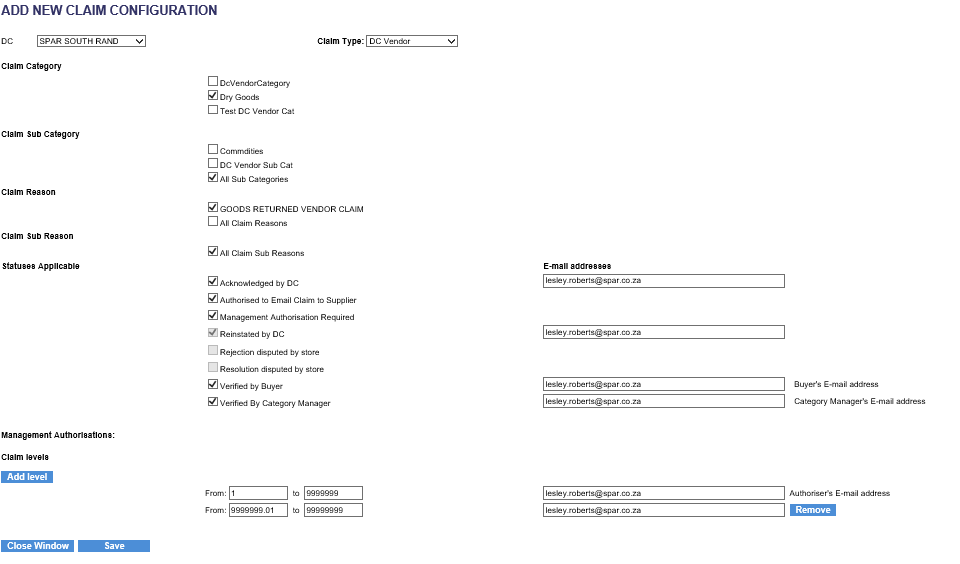 ADD NEW CLAIM CONFIGURATION
DC SPAR SOUTH RAND Claim Type: DC Vendor
Claim Category
DcVendorCategory
Dry Goods
Test DC Vendor Cat
Claim Sub Category
Commdities
DC Vendor Sub Cat
All Sub Categories
Claim Reason
GOODS RETURNED VENDOR CLAIM
All Claim Reasons
Claim Sub Reason
All Claim Sub Reasons
Statuses Applicable E-mail addresses
Acknowledged by DC lesley.roberts@spar.co.za
Authorised to Email Claim to Supplier
Management Authorisation Required
Reinstated by DC lesley.roberts@spar.co.za
Rejection disputed by store
Resolution disputed by store
Verified by Buyer lesley.roberts@spar.co.za Buyer's E-mail address
Verified By Category Manager lesley.roberts@spar.co.za Category Manager's E-mail address
Management Authorisations:
Claim levels
Add level
From: 1 to 9999999 lesley.roberts@spar.co.za Authoriser's E-mail address
From: 9999999.01 to 99999999 lesley.roberts@spar.co.za Remove
Close Window Save